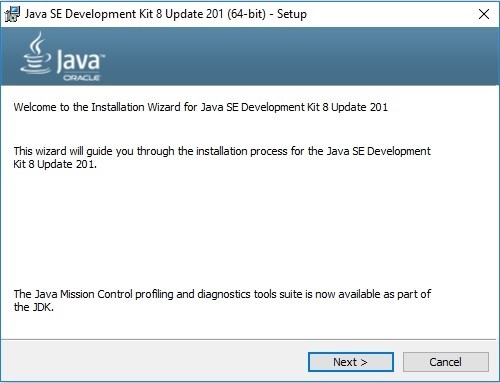 Java SE Development Kit 8 Update 201 (64-bit) - Setup
Java
ORACLE
Welcome to the Installation Wizard for Java SE Development Kit 8 Update 201
This wizard will guide you through the installation process for the Java SE Development
Kit 8 Update 201.
The Java Mission Control profiling and diagnostics tools suite is now available as part of
the JDK.
Next >
Cancel